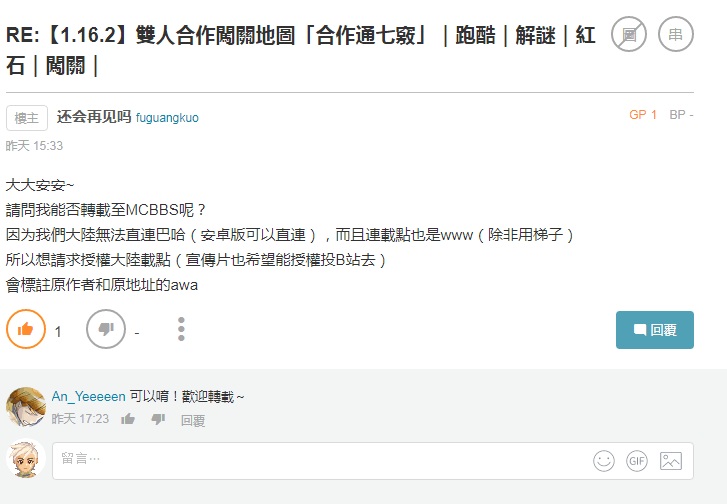 RE:【1.16.2】雙人合作闖關地圖「合作通七竅」｜跑酷｜解謎｜紅
石｜闖關｜
圖
串
樓主 还会再见吗 fuguangkuo
GP 1 BP -
昨天 15:33
大大安安~
請問我能否轉載至MCBBS呢？
因为我們大陸無法直連巴哈（安卓版可以直連），而且連載點也是www（除非用梯子）
所以想請求授權大陸載點（宣傳片也希望能授權投B站去）
會標註原作者和原地址的awa
1 -
回覆
An_Yeeeeen 可以唷！歡迎轉載～
昨天 17:23 回覆
留言…
GIF